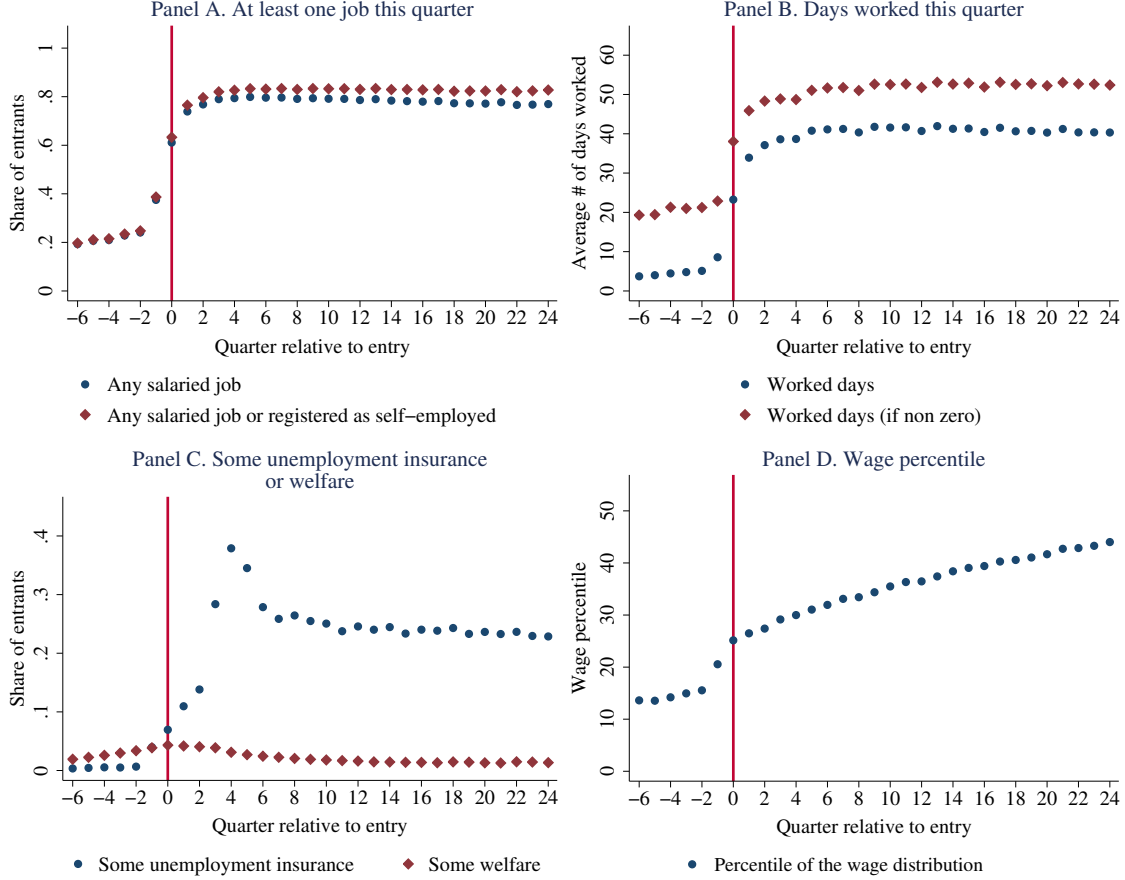 Panel A. At least one job this quarter
Share of entrants
0 .2 .4 .6 .8 1
−6 −4 −2 0 2 4 6 8 10 12 14 16 18 20 22 24
Quarter relative to entry
Any salaried job
Any salaried job or registered as self−employed
Panel B. Days worked this quarter
Average # of days worked
0 10 20 30 40 50 60
−6 −4 −2 0 2 4 6 8 10 12 14 16 18 20 22 24
Quarter relative to entry
Worked days
Worked days (if non zero)
Panel C. Some unemployment insurance
or welfare
Share of entrants
0 .1 .2 .3 .4
−6 −4 −2 0 2 4 6 8 10 12 14 16 18 20 22 24
Quarter relative to entry
Some unemployment insurance
Some welfare
Panel D. Wage percentile
Wage percentile
0 10 20 30 40 50
−6 −4 −2 0 2 4 6 8 10 12 14 16 18 20 22 24
Quarter relative to entry
Percentile of the wage distribution